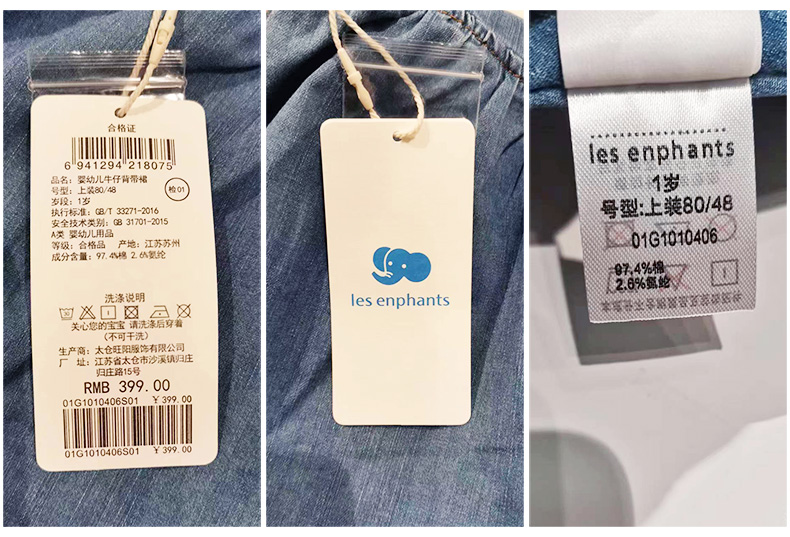 合格证
6 941294 218075
品名：婴幼儿牛仔背带裙
号型：上装80/48
检01
岁段：1岁
执行标准：GB/T 33271-2016
安全技术类别：GB 31701-2015
A类 婴幼儿用品
等级：合格品 产地：江苏苏州
成分含量：97.4%棉 2.6%氨纶
洗涤说明
关心您的宝宝 请洗涤后穿着
（不可干洗）
生产商：太仓旺阳服饰有限公司
厂 址：江苏省太仓市沙溪镇归庄
归庄路15号
RMB 399.00
01G1010406S01 ￥399.00
01G1010406S01 ￥399.00
les enphants
les enphants
1岁
号型:上装80/48
01G1010406
97.4%棉
2.6%氨纶